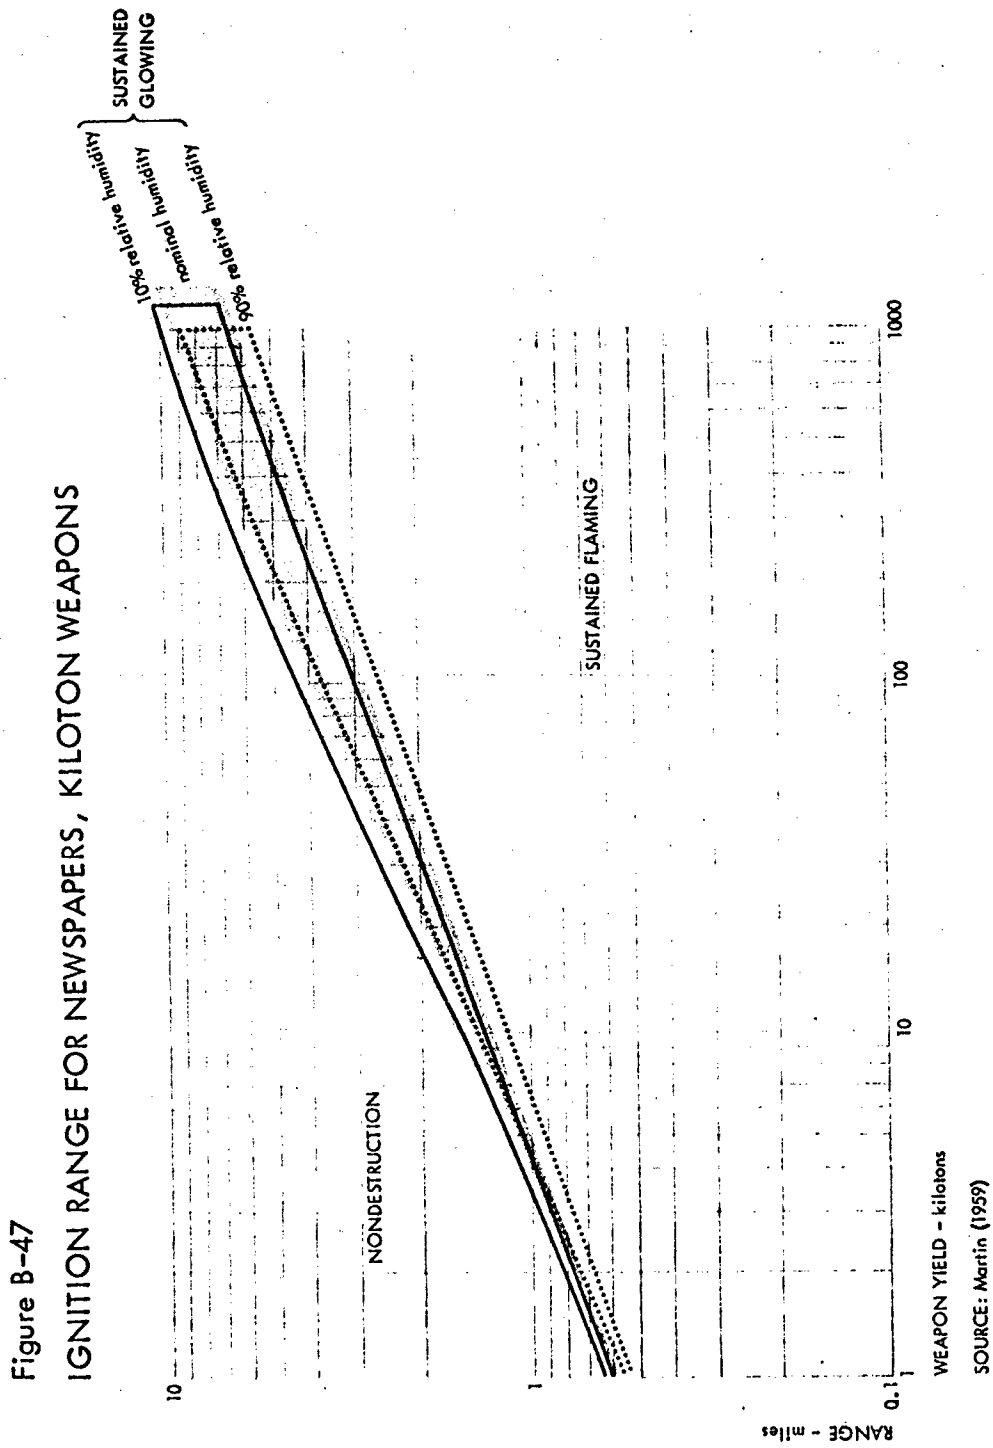 Figure B-47
IGNITION RANGE FOR NEWSPAPERS, KILOTON WEAPONS
10% relative humidity
nominal humidity
90% relative humidity
SUSTAINED
GLOWING
NONDESTRUCTION
SUSTAINED FLAMING
RANGE - miles
10
1
0.1
1
10
100
1000
WEAPON YIELD - kilotons
SOURCE: Martin (1959)